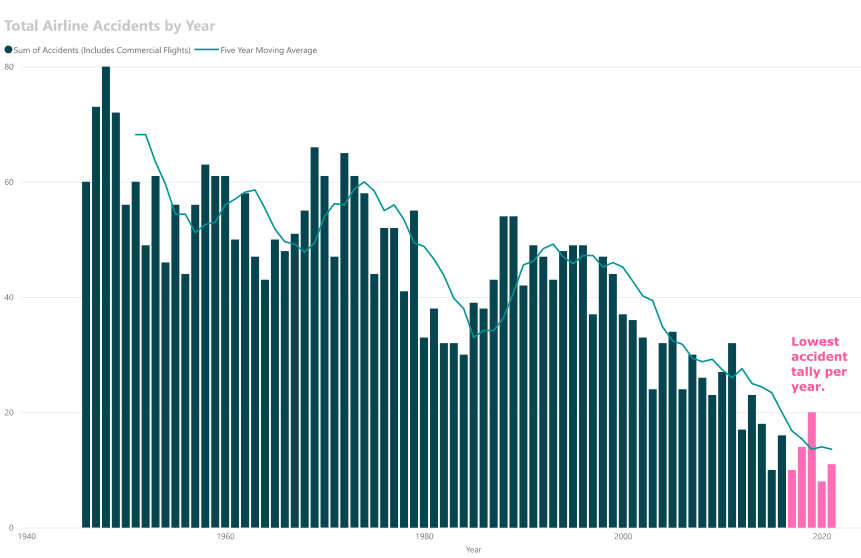 Total Airline Accidents by Year
Sum of Accidents (Includes Commercial Flights) Five Year Moving Average
80
60
40
20
0
Lowest
accident
tally per
year.
1940 1960 1980 2000 2020
Year